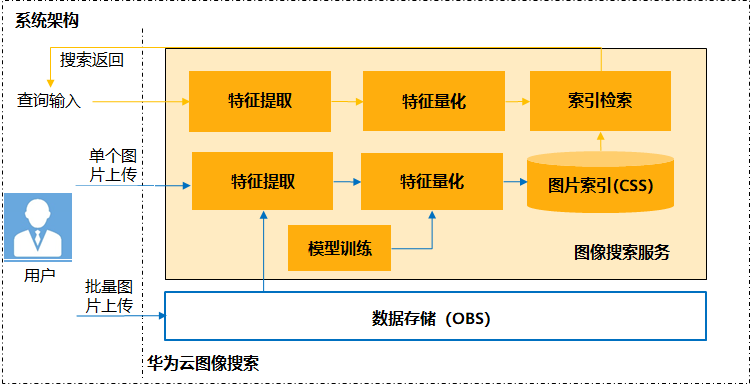 系统架构
搜索返回
查询输入
特征提取
特征量化
索引检索
单个图
片上传
特征提取
特征量化
图片索引(CSS)
模型训练
图像搜索服务
用户
批量图
片上传
数据存储（OBS）
华为云图像搜索